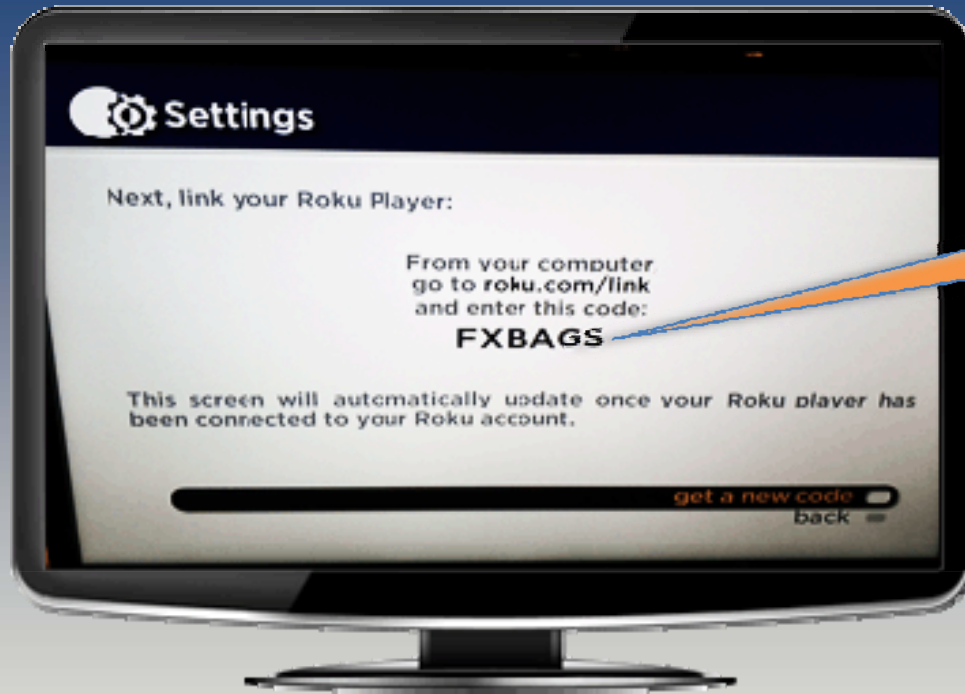 Settings
Next, link your Roku Player:
From your computer
go to roku.com/link
and enter this code:
FXBAGS
This screen will automatically update once your Roku player has
been connected to your Roku account.
get a new code
back